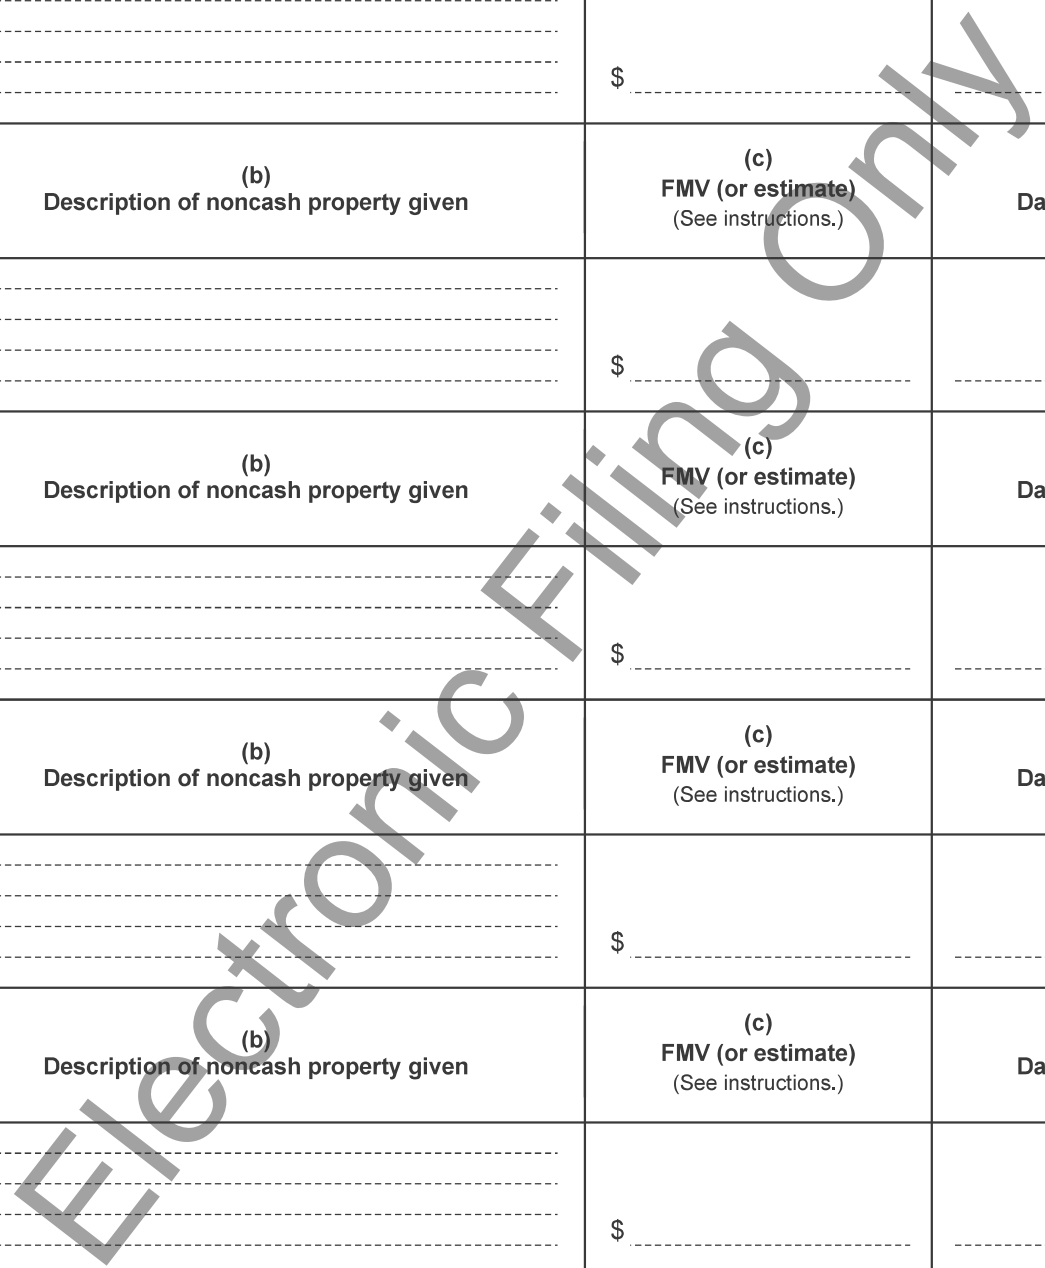 $
(b)
Description of noncash property given
(c)
FMV (or estimate)
(See instructions.)
Da
$
(b)
Description of noncash property given
(c)
FMV (or estimate)
(See instructions.)
Da
$
(b)
Description of noncash property given
(c)
FMV (or estimate)
(See instructions.)
Da
$
(b)
Description of noncash property given
(c)
FMV (or estimate)
(See instructions.)
Da
$
Electronic Filing Only